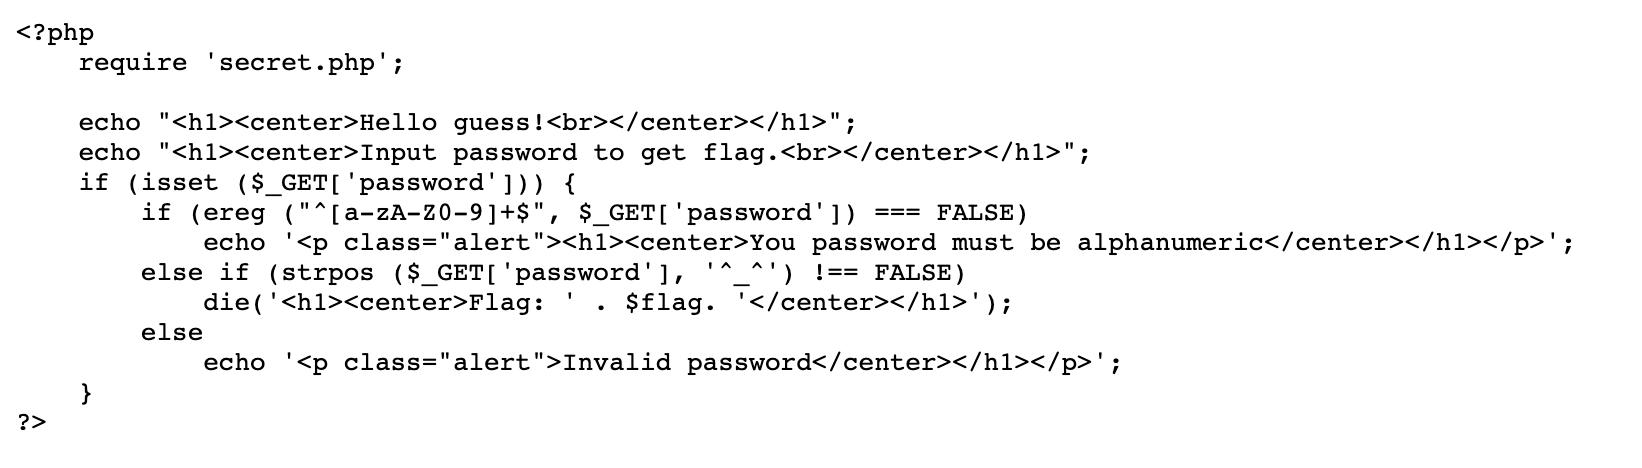 <?php
     require 'secret.php';

     echo "<h1><center>Hello guess!<br></center></h1>";
     echo "<h1><center>Input password to get flag.<br></center></h1>";
     if (isset ($_GET['password'])) {
         if (ereg ("^[a-zA-Z0-9]+$", $_GET['password']) === FALSE)
             echo '<p class="alert"><h1><center>You password must be alphanumeric</center></h1></p>';
         else if (strpos ($_GET['password'], '^_^') !== FALSE)
             die('<h1><center>Flag: ' . $flag. '</center></h1>');
         else
             echo '<p class="alert">Invalid password</center></h1></p>';
     }
?>